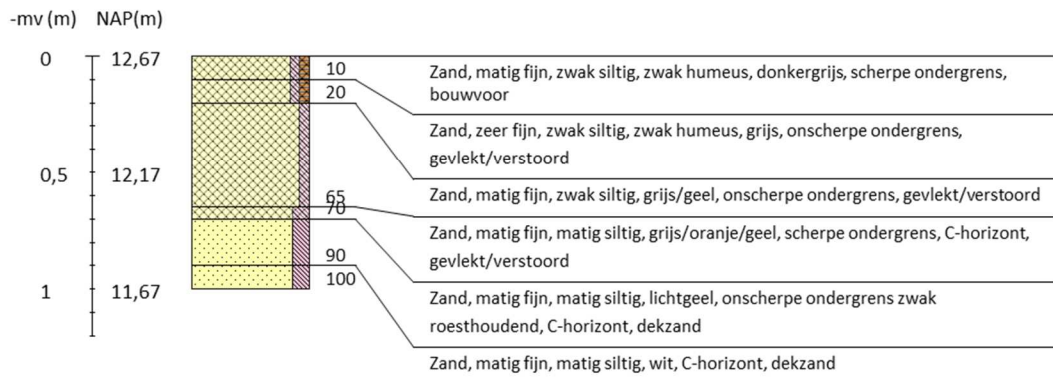 -mv (m) NAP(m)
0 12,67
10
20
0,5 12,17
65
70
90
100
1 11,67
Zand, matig fijn, zwak siltig, zwak humeus, donkergrijs, scherpe ondergrens,
bouwvoor
Zand, zeer fijn, zwak siltig, zwak humeus, grijs, onscherpe ondergrens,
gevlekt/verstoord
Zand, matig fijn, zwak siltig, grijs/geel, onscherpe ondergrens, gevlekt/verstoord
Zand, matig fijn, matig siltig, grijs/oranje/geel, scherpe ondergrens, C-horizont,
gevlekt/verstoord
Zand, matig fijn, matig siltig, lichtgeel, onscherpe ondergrens zwak
roesthoudend, C-horizont, dekzand
Zand, matig fijn, matig siltig, wit, C-horizont, dekzand